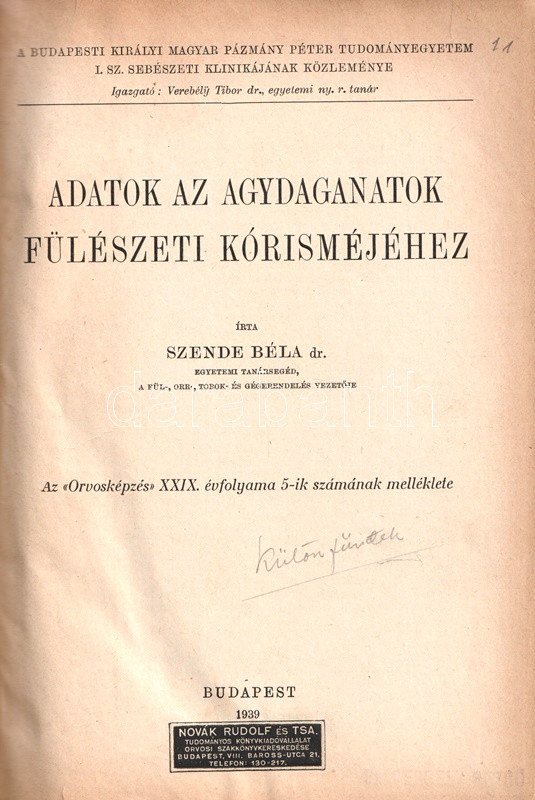 A BUDAPESTI KIRÁLYI MAGYAR PÁZMÁNY PÉTER TUDOMÁNYEGYETEM
I. SZ. SEBÉSZETI KLINIKÁJÁNAK KÖZLEMÉNYE
Igazgató: Verebélÿ Tibor dr., egyetemi ny. r. tanár
ADATOK AZ AGYDAGANATOK
FÜLÉSZETI KÓRISMÉJÉHEZ
ÍRTA
SZENDE BÉLA dr.
EGYETEMI TANÁRSEGÉD,
A FÜL-, ORR-, TOROK- ÉS GÉGERENDELÉS VEZETŐJE
darabanth
Az «Orvosképzés» XXIX. évfolyama 5-ik számának melléklete
Külön
BUDAPEST
1939
NOVÁK RUDOLF ÉS TSA.
TUDOMÁNYOS KÖNYVKIADÓVÁLLALAT
ORVOSI SZAKKÖNYVKERESKEDÉSE
BUDAPEST, VIII. BAROSS-UTCA 21.
TELEFON: 130-217.